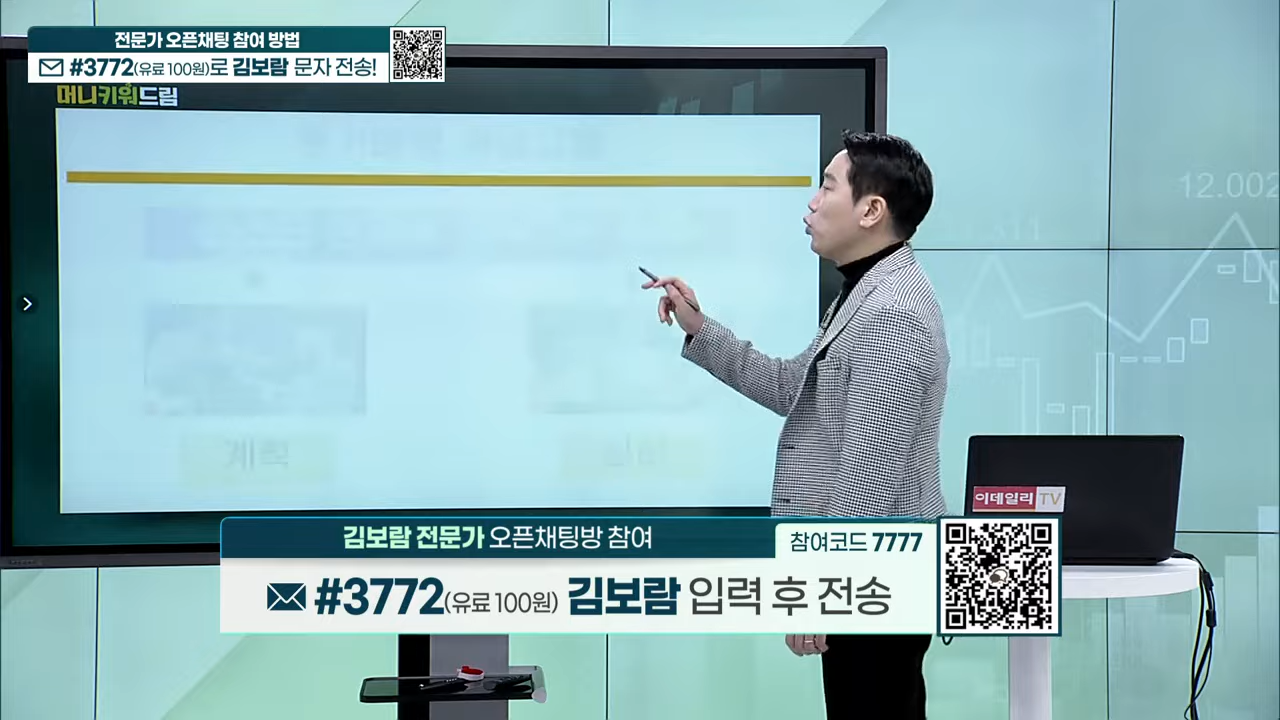 전문가 오픈채팅 참여 방법
#3772(유료 100원)로 김보람 문자 전송!
머니키워드림
12.002
이데일리TV
김보람 전문가 오픈채팅방 참여
참여코드 7777
#3772(유료 100원) 김보람 입력 후 전송